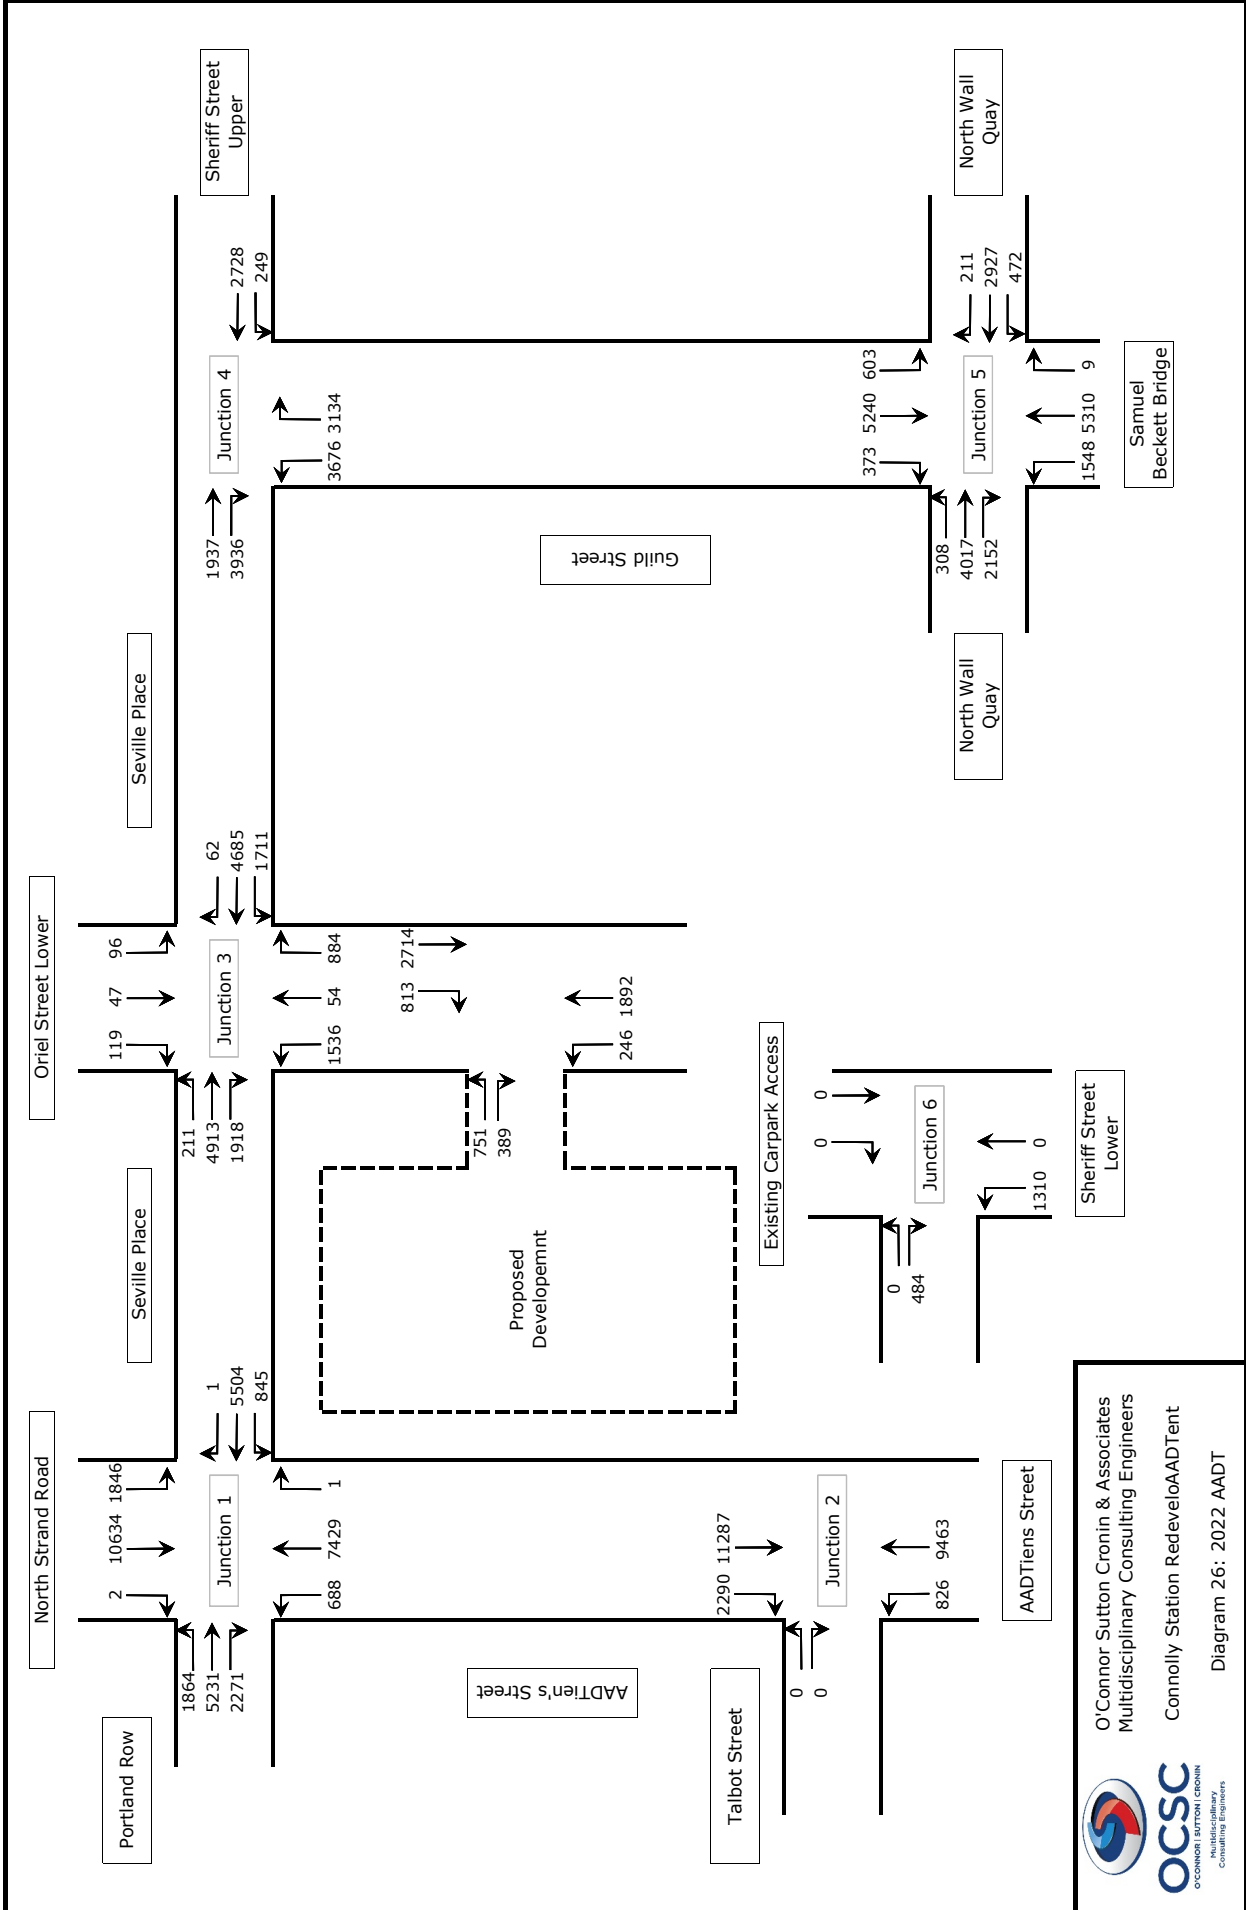 North Strand Road
Oriel Street Lower
Portland Row
Seville Place
Seville Place
Sheriff Street
Upper
2
10634
1846
119
47
96
1864
5231
2271
Junction 1
1
5504
845
211
4913
1918
Junction 3
62
4685
1711
1937
3936
Junction 4
2728
249
688
7429
1
1536
54
884
3676
3134
813
2714
AADTien's Street
Proposed
Developemnt
751
389
246
1892
Guild Street
Talbot Street
2290
11287
0
0
Junction 2
826
9463
AADTiens Street
Existing Carpark Access
0
0
0
484
Junction 6
1310
0
Sheriff Street
Lower
373
5240
603
North Wall
Quay
308
4017
2152
Junction 5
211
2927
472
North Wall
Quay
1548
5310
9
Samuel
Beckett Bridge
OCSC
O'CONNOR | SUTTON | CRONIN
Multidisciplinary
Consulting Engineers
O'Connor Sutton Cronin & Associates
Multidisciplinary Consulting Engineers
Connolly Station RedeveloAADTent
Diagram 26: 2022 AADT